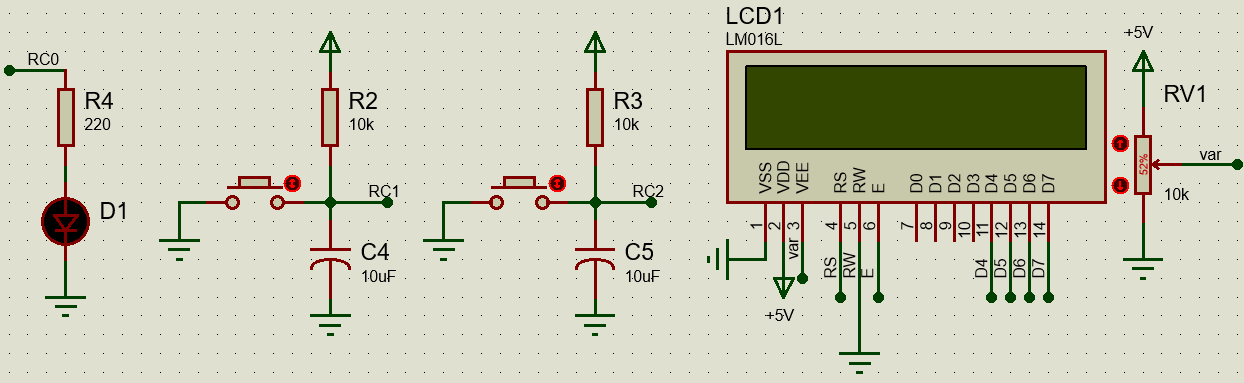 RC0
R4
220
D1
R2
10k
RC1
C4
10uF
R3
10k
RC2
C5
10uF
LCD1
LM016L
VSS
VDD
VEE
RS
RW
E
D0
D1
D2
D3
D4
D5
D6
D7
1
2
3
4
5
6
7
8
9
10
11
12
13
14
var
RS
RW
E
D4
D5
D6
D7
+5V
+5V
RV1
52%
var
10k